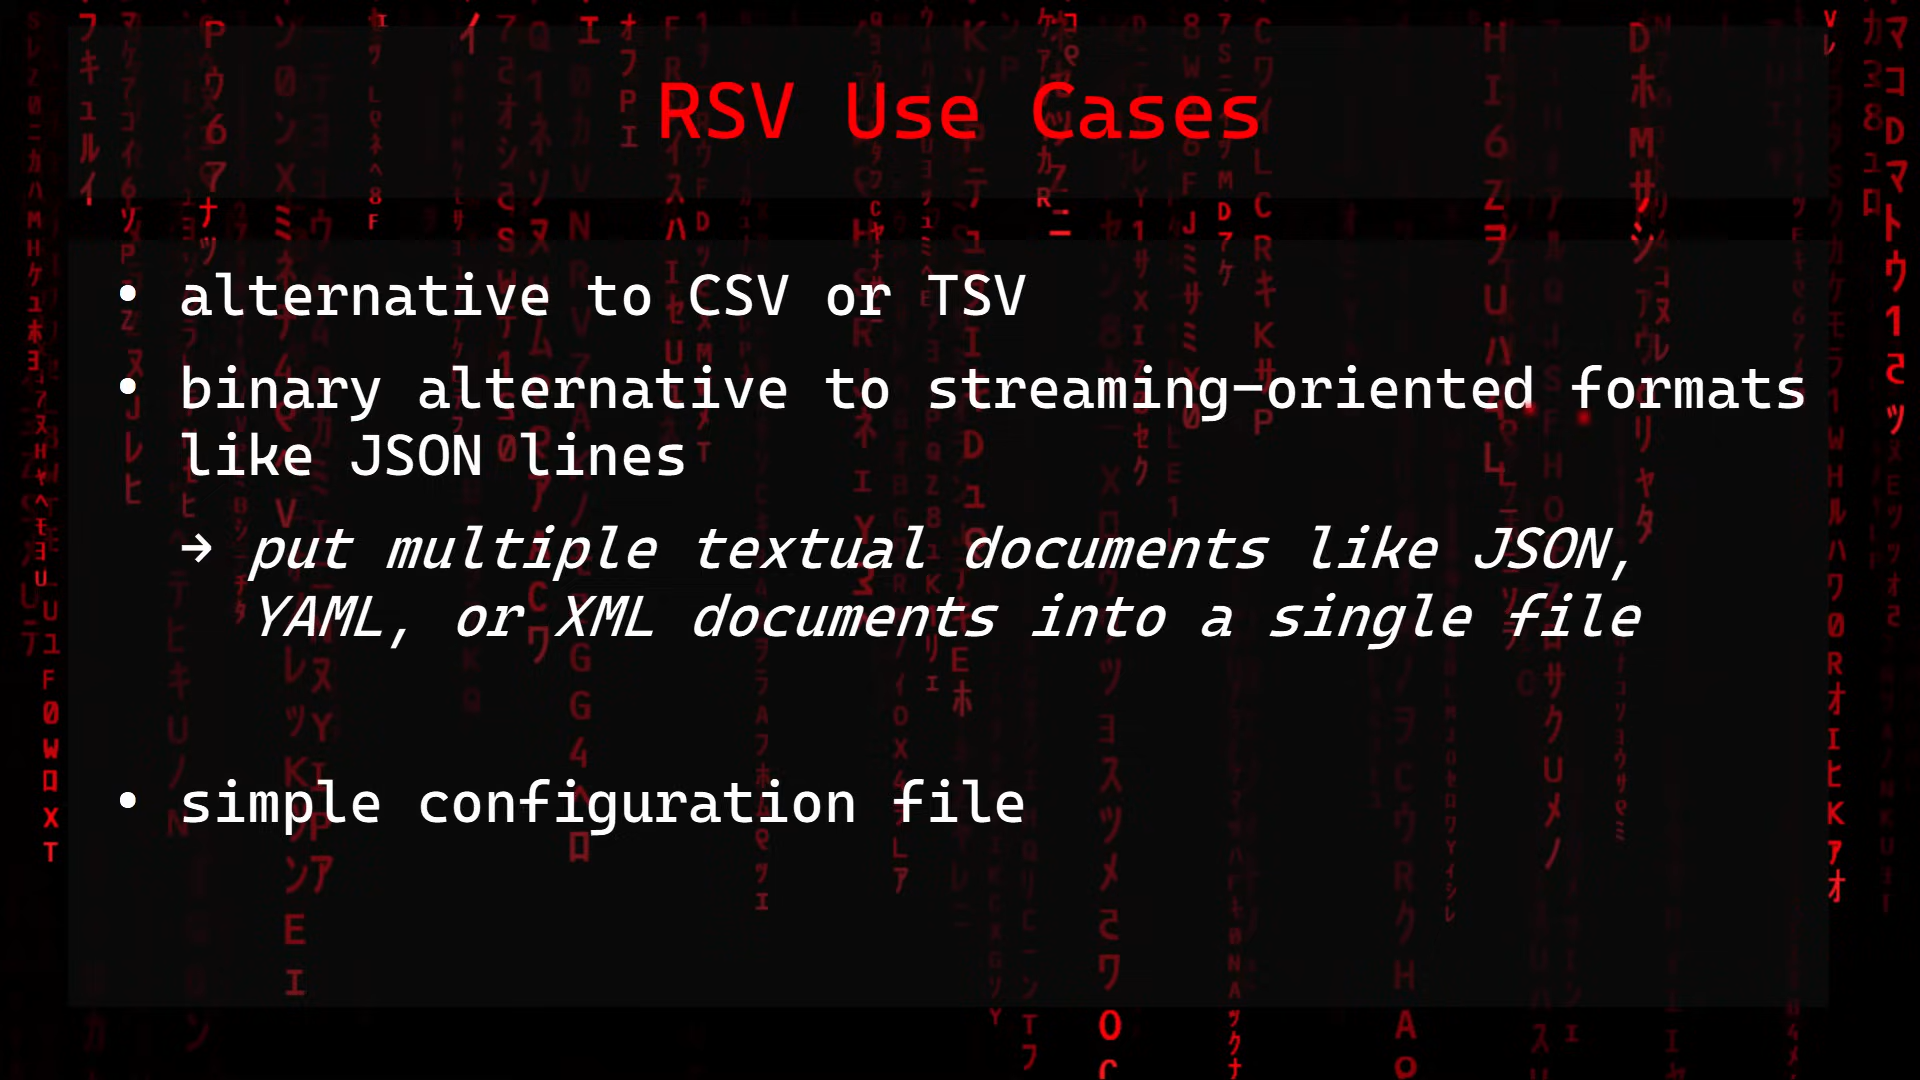 RSV Use Cases
• alternative to CSV or TSV
• binary alternative to streaming-oriented formats
like JSON lines
→ put multiple textual documents like JSON,
YAML, or XML documents into a single file
• simple configuration file